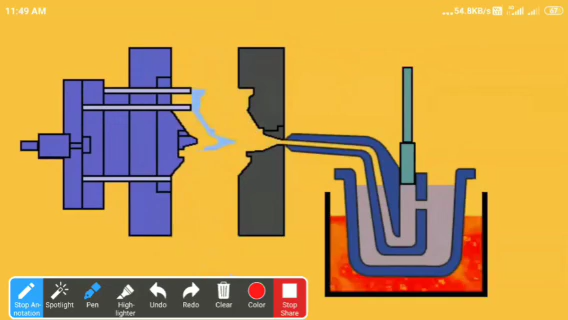 11:49 AM
...54.8KB/s
Stop An-
notation
Spotlight
Pen
High-
lighter
Undo
Redo
Clear
Color
Stop
Share